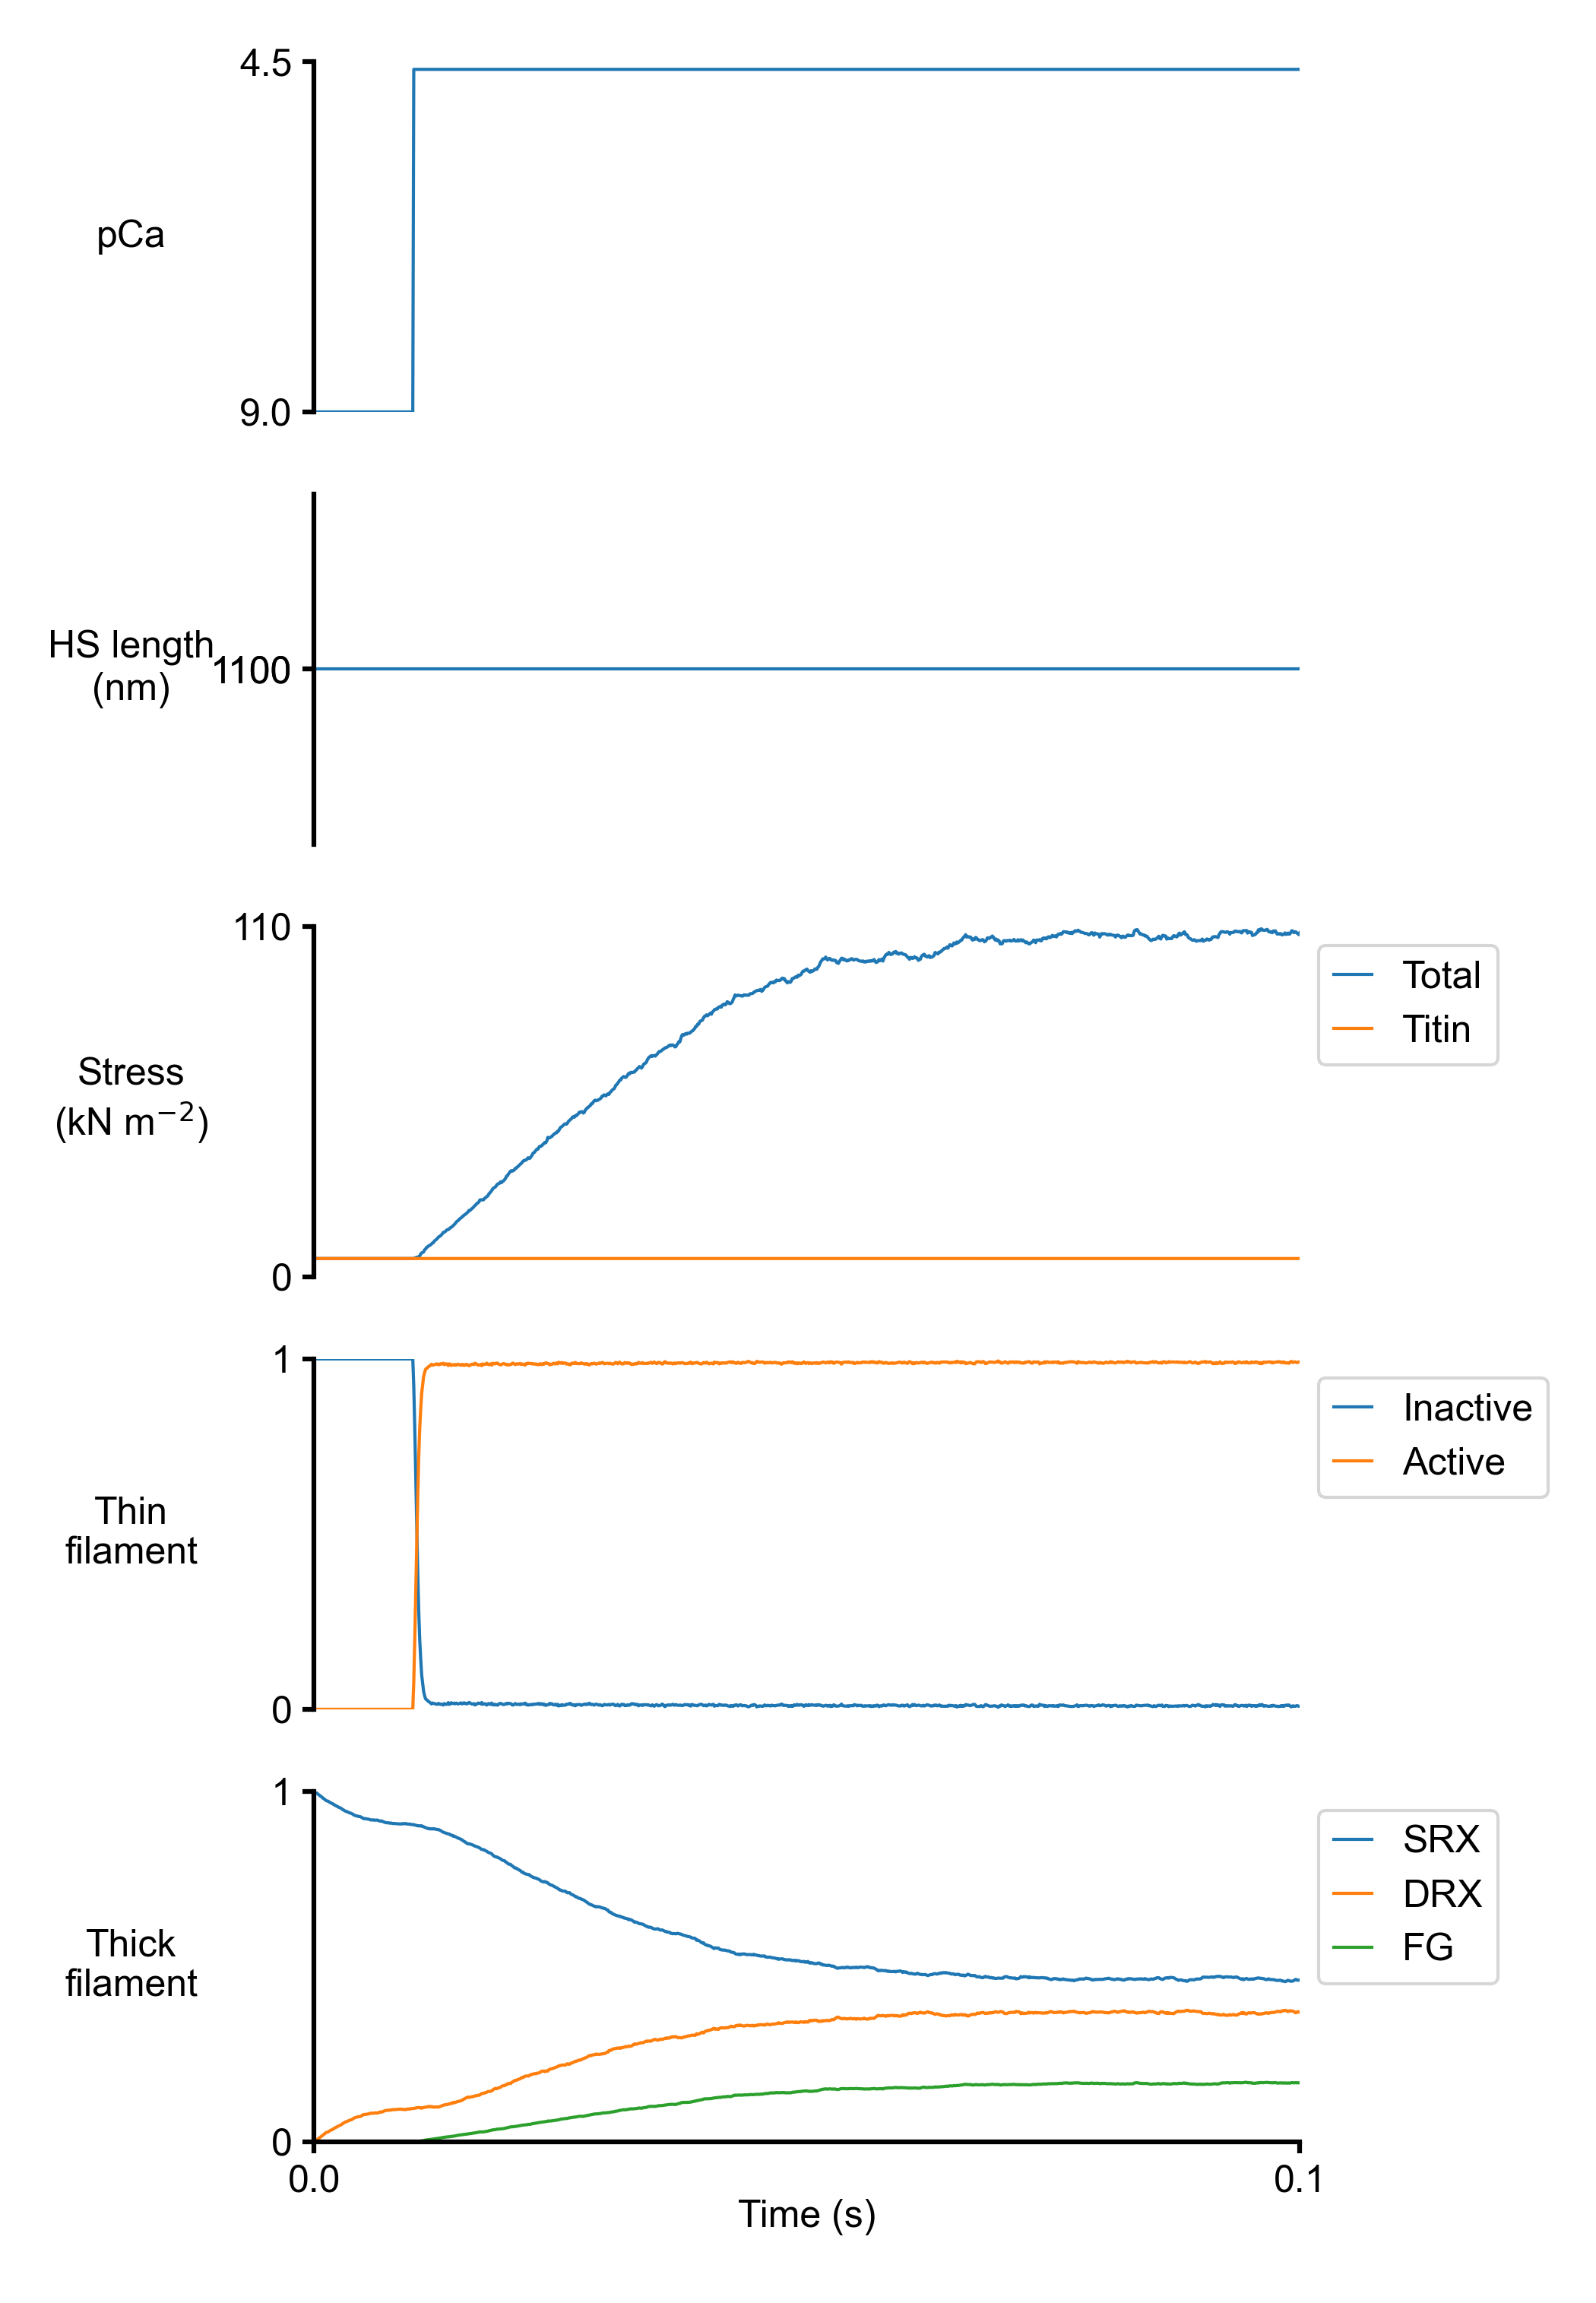 4.5
pCa
9.0
HS length
(nm)
1100
110
Stress
(kN m⁻²)
0
Total
Titin
1
Thin
filament
0
Inactive
Active
1
Thick
filament
0
SRX
DRX
FG
0.0
0.1
Time (s)